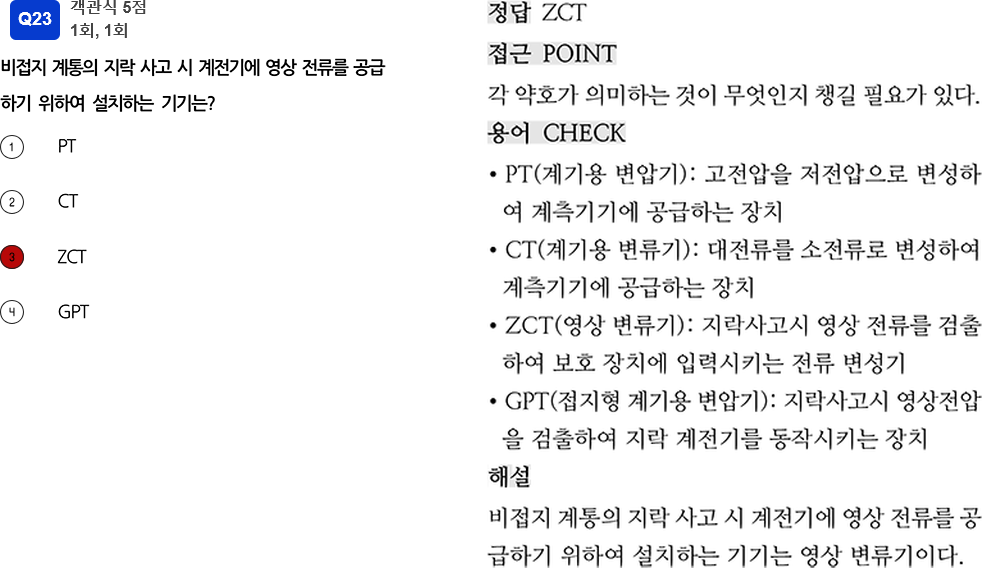 Q23
객관식 5점
1회, 1회
비접지 계통의 지락 사고 시 계전기에 영상 전류를 공급
하기 위하여 설치하는 기기는?
1 PT
2 CT
3 ZCT
4 GPT
정답 ZCT
접근 POINT
각 약호가 의미하는 것이 무엇인지 챙길 필요가 있다.
용어 CHECK
• PT(계기용 변압기): 고전압을 저전압으로 변성하
여 계측기기에 공급하는 장치
• CT(계기용 변류기): 대전류를 소전류로 변성하여
계측기기에 공급하는 장치
• ZCT(영상 변류기): 지락사고시 영상 전류를 검출
하여 보호 장치에 입력시키는 전류 변성기
• GPT(접지형 계기용 변압기): 지락사고시 영상전압
을 검출하여 지락 계전기를 동작시키는 장치
해설
비접지 계통의 지락 사고 시 계전기에 영상 전류를 공
급하기 위하여 설치하는 기기는 영상 변류기이다.